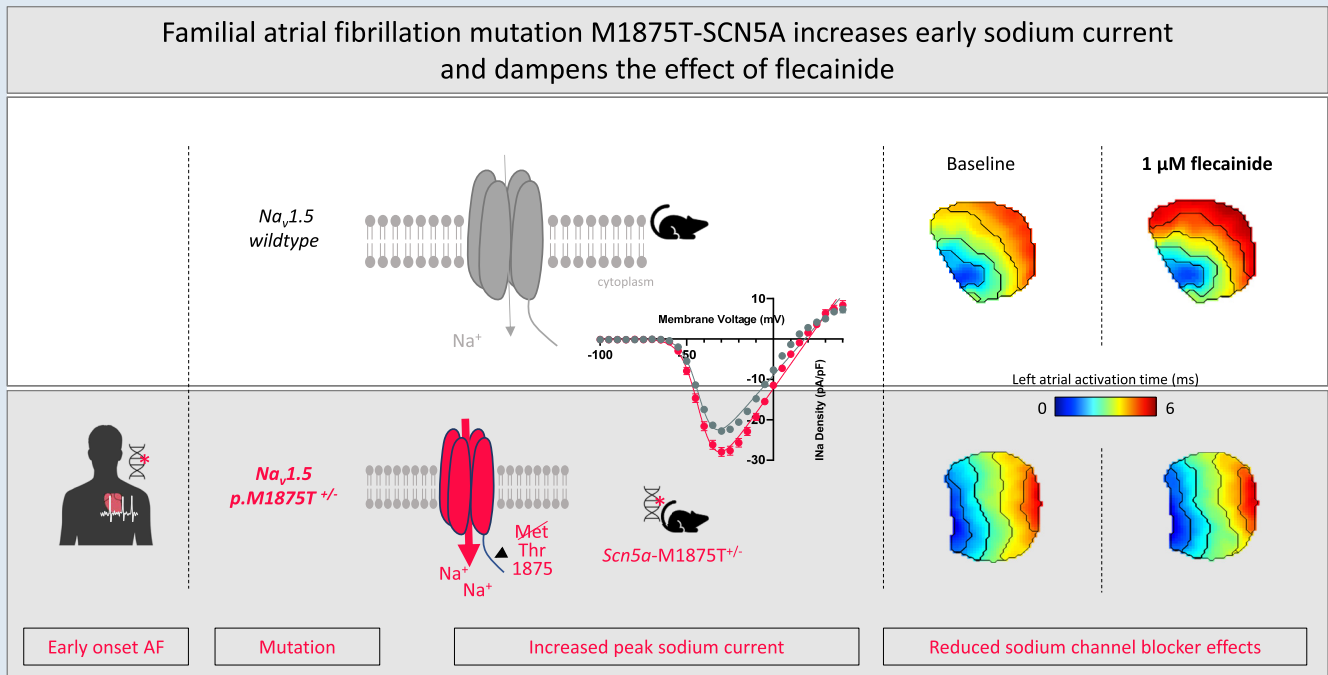 Familial atrial fibrillation mutation M1875T-SCN5A increases early sodium current
and dampens the effect of flecainide
Baseline
1 µM flecainide
Naᵥ1.5
wildtype
cytoplasm
Na⁺
10
Membrane Voltage (mV)
-100
-50
-10
-20
-30
INa Density (pA/pF)
Left atrial activation time (ms)
0
6
Naᵥ1.5
p.M1875T ⁺/⁻
Met
Thr
1875
Na⁺
Na⁺
Scn5a-M1875T⁺/⁻
*
*
Early onset AF
Mutation
Increased peak sodium current
Reduced sodium channel blocker effects